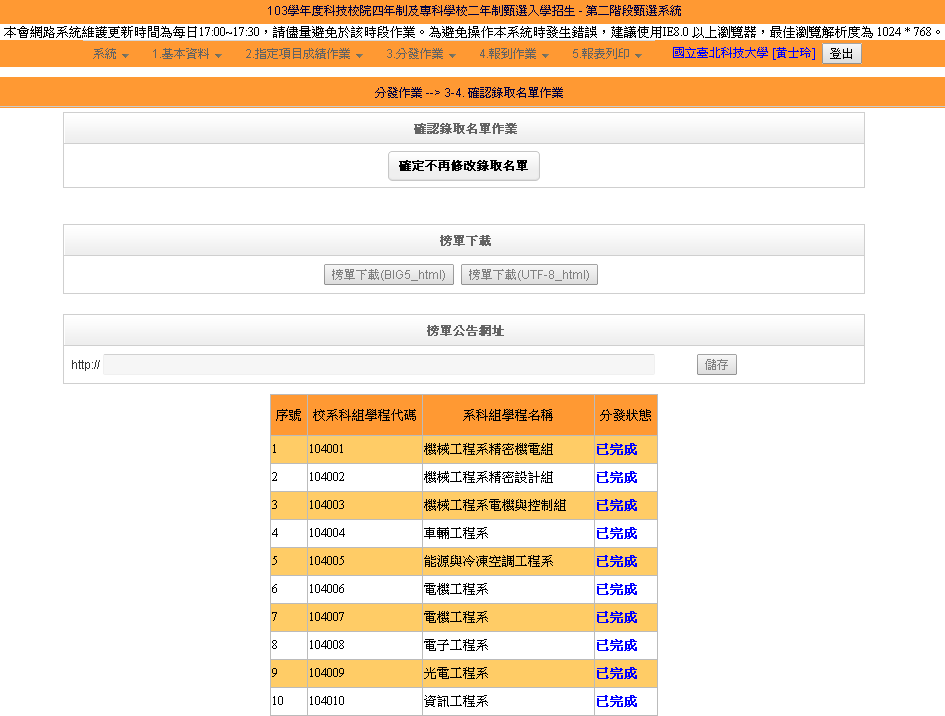 103學年度科技校院四年制及專科學校二年制甄選入學招生 - 第二階段甄選系統
本會網路系統維護更新時間為每日17:00~17:30，請儘量避免於該時段作業。為避免操作本系統時發生錯誤，建議使用IE8.0 以上瀏覽器，最佳瀏覽解析度為 1024 * 768。
系統 1.基本資料 2.指定項目成績作業 3.分發作業 4.報到作業 5.報表列印 國立臺北科技大學 [黃士玲] 登出
分發作業 --> 3-4. 確認錄取名單作業
確認錄取名單作業
確定不再修改錄取名單
榜單下載
榜單下載(BIG5_html) 榜單下載(UTF-8_html)
榜單公告網址
http:// 儲存
序號 校系科組學程代碼 系科組學程名稱 分發狀態
1 104001 機械工程系精密機電組 已完成
2 104002 機械工程系精密設計組 已完成
3 104003 機械工程系電機與控制組 已完成
4 104004 車輛工程系 已完成
5 104005 能源與冷凍空調工程系 已完成
6 104006 電機工程系 已完成
7 104007 電機工程系 已完成
8 104008 電子工程系 已完成
9 104009 光電工程系 已完成
10 104010 資訊工程系 已完成